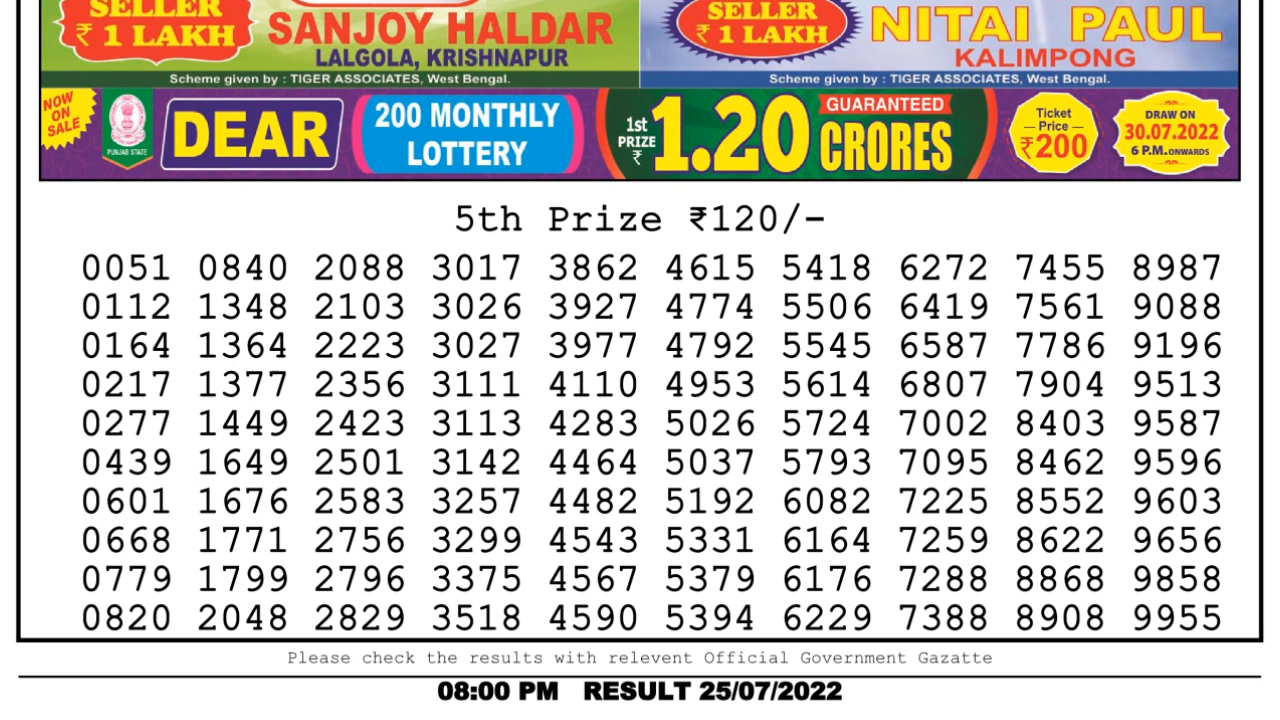 SELLER
₹ 1 LAKH
SANJOY HALDAR
LALGOLA, KRISHNAPUR
Scheme given by : TIGER ASSOCIATES, West Bengal.
SELLER
₹ 1 LAKH
NITAI PAUL
KALIMPONG
Scheme given by : TIGER ASSOCIATES, West Bengal.
NOW
ON
SALE
PUNJAB STATE
DEAR
200 MONTHLY
LOTTERY
1st
PRIZE
₹
1.20
GUARANTEED
CRORES
Ticket
Price
₹200
DRAW ON
30.07.2022
6 P.M. ONWARDS
5th Prize ₹120/-
0051 0840 2088 3017 3862 4615 5418 6272 7455 8987
0112 1348 2103 3026 3927 4774 5506 6419 7561 9088
0164 1364 2223 3027 3977 4792 5545 6587 7786 9196
0217 1377 2356 3111 4110 4953 5614 6807 7904 9513
0277 1449 2423 3113 4283 5026 5724 7002 8403 9587
0439 1649 2501 3142 4464 5037 5793 7095 8462 9596
0601 1676 2583 3257 4482 5192 6082 7225 8552 9603
0668 1771 2756 3299 4543 5331 6164 7259 8622 9656
0779 1799 2796 3375 4567 5379 6176 7288 8868 9858
0820 2048 2829 3518 4590 5394 6229 7388 8908 9955
Please check the results with relevent Official Government Gazatte
08:00 PM RESULT 25/07/2022